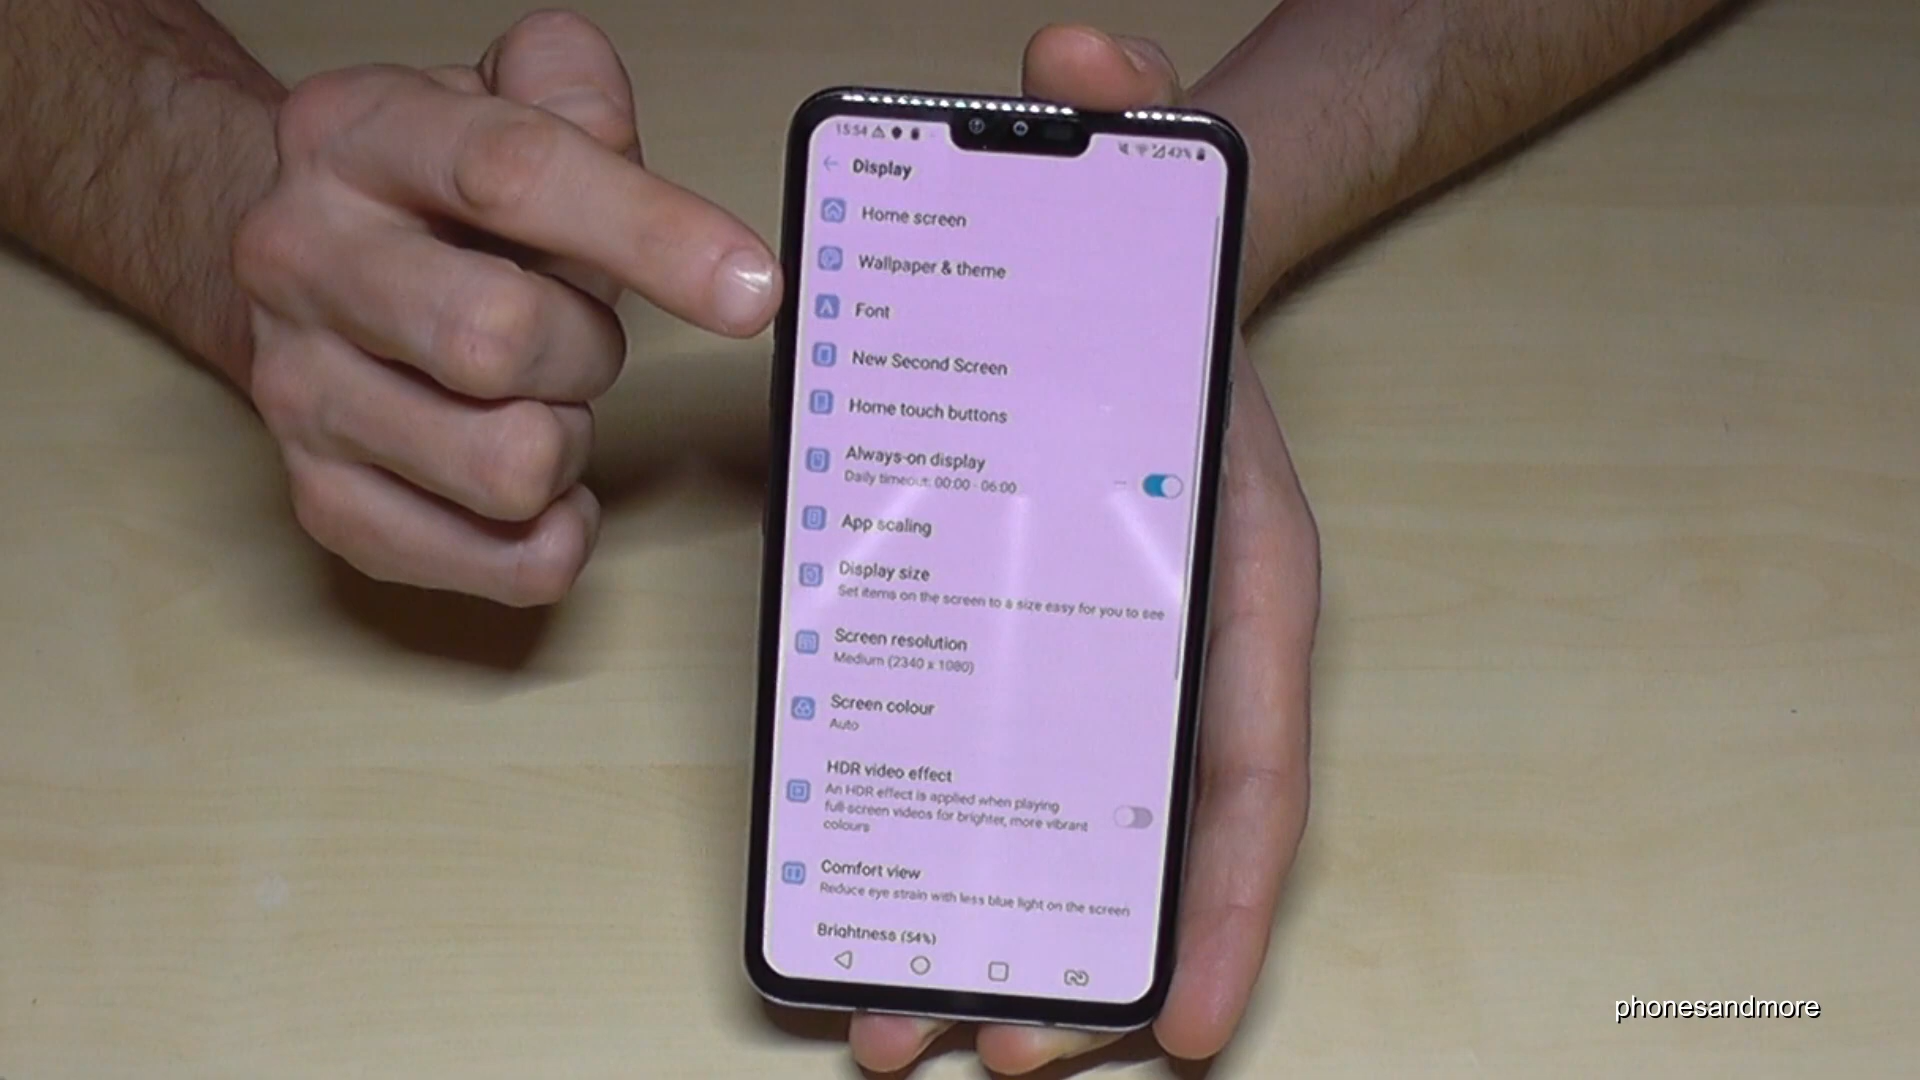 15:54
43%
Display
Home screen
Wallpaper & theme
Font
New Second Screen
Home touch buttons
Always-on display
Daily timeout: 00:00 - 06:00
App scaling
Display size
Set items on the screen to a size easy for you to see
Screen resolution
Medium (2340 x 1080)
Screen colour
Auto
HDR video effect
An HDR effect is applied when playing
full-screen videos for brighter, more vibrant
colours
Comfort view
Reduce eye strain with less blue light on the screen
Brightness (54%)
phonesandmore